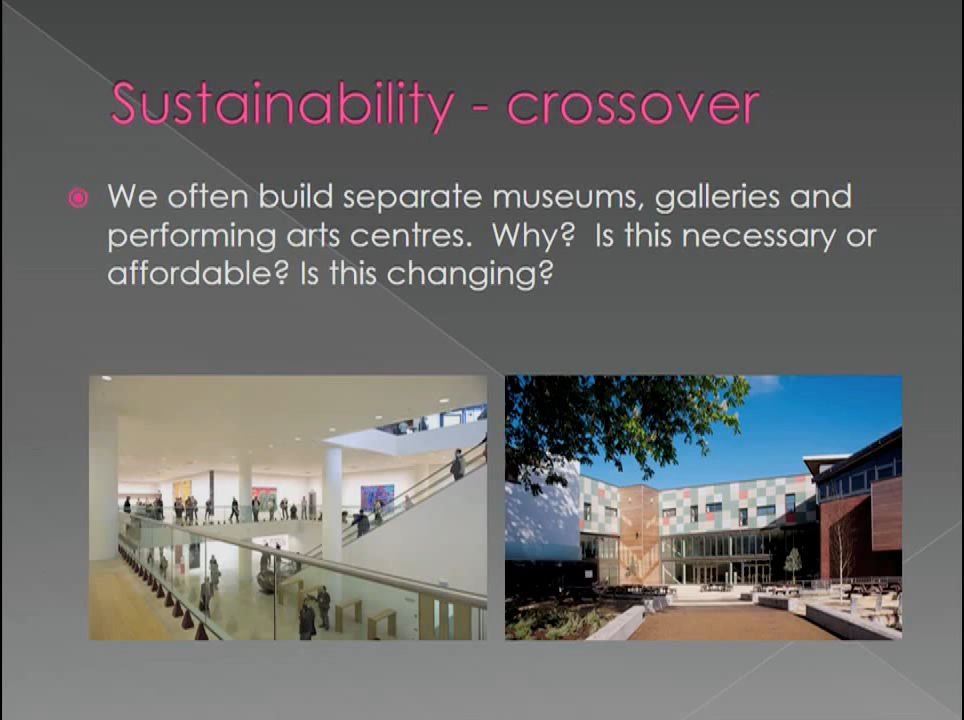 Sustainability - crossover
We often build separate museums, galleries and
performing arts centres.  Why?  Is this necessary or
affordable? Is this changing?